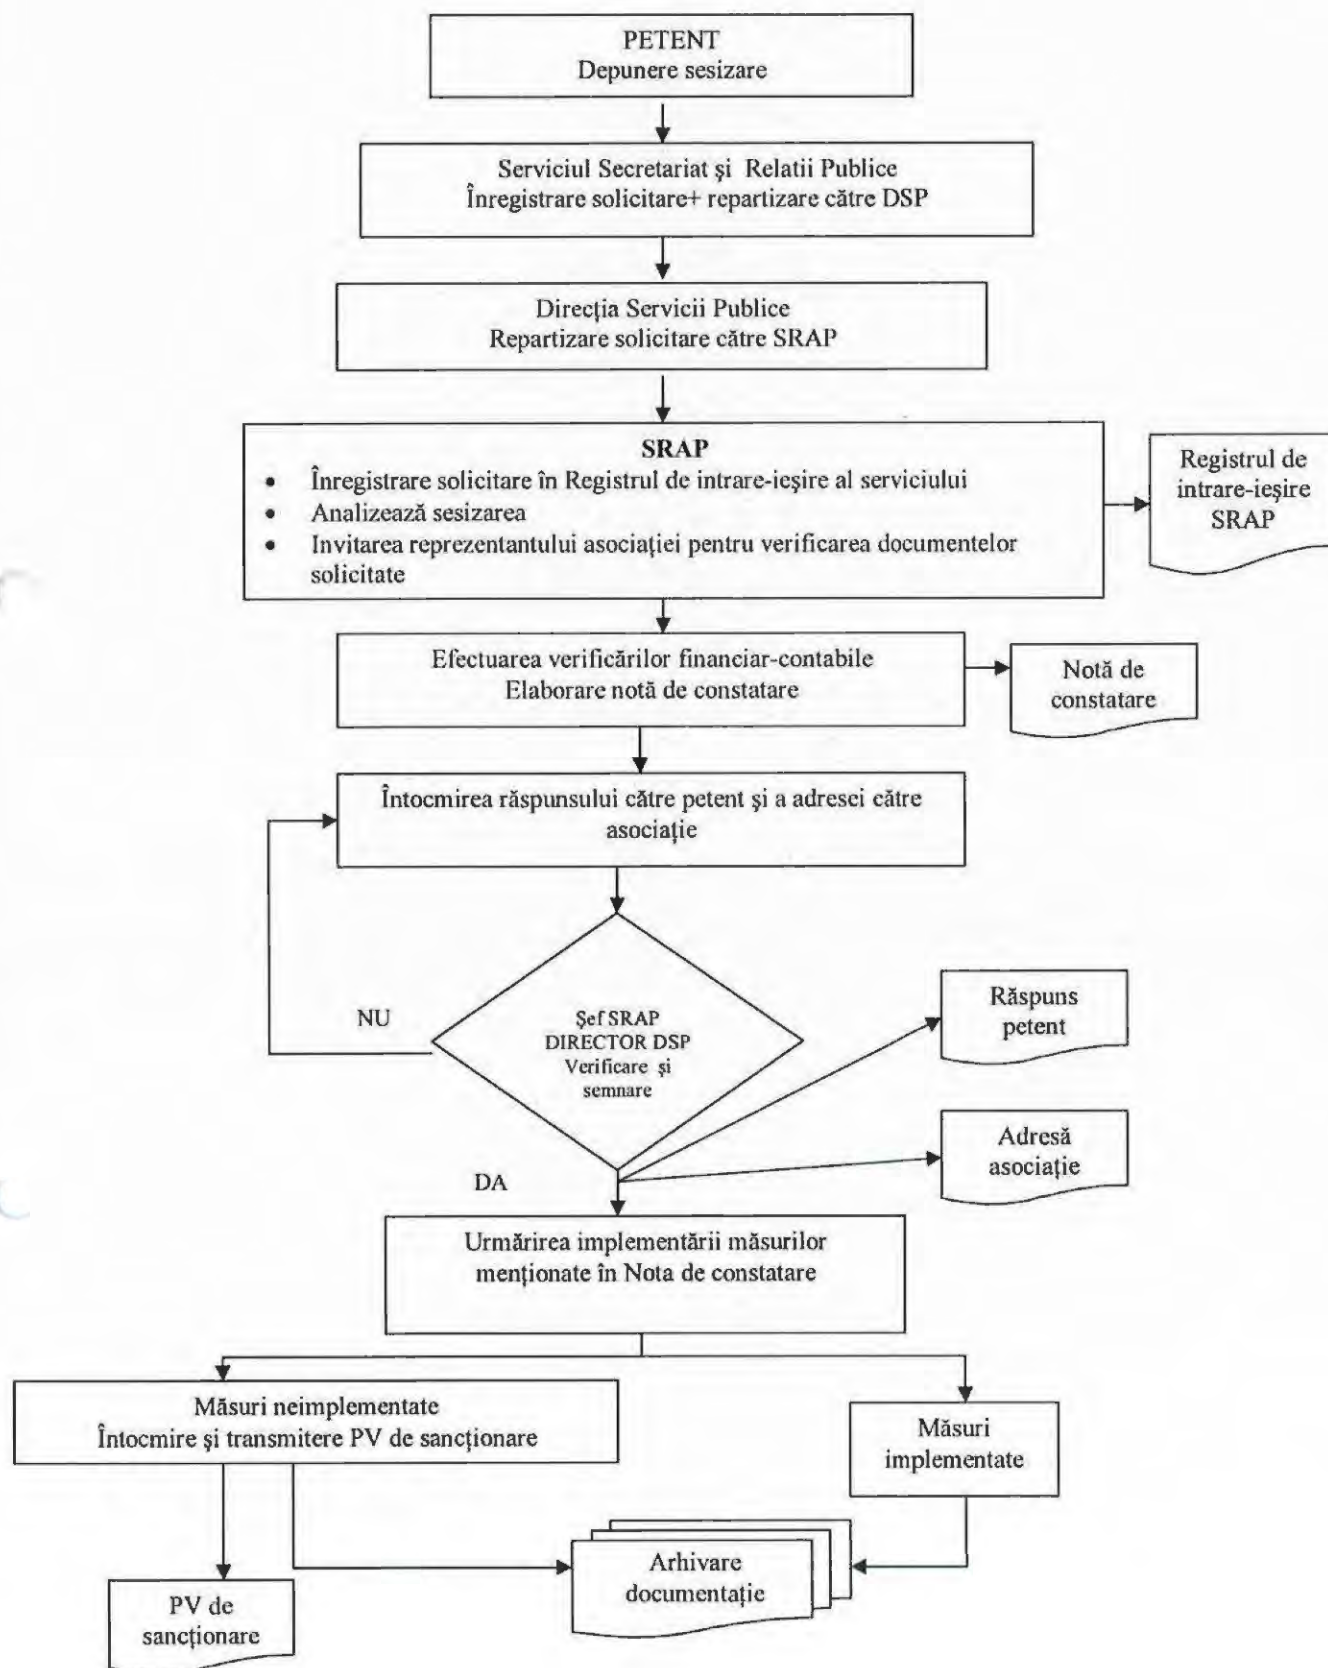 PETENT
Depunere sesizare
Serviciul Secretariat şi Relatii Publice
Înregistrare solicitare+ repartizare către DSP
Direcţia Servicii Publice
Repartizare solicitare către SRAP
SRAP
• Înregistrare solicitare în Registrul de intrare-ieşire al serviciului
• Analizează sesizarea
• Invitarea reprezentantului asociaţiei pentru verificarea documentelor
solicitate
Registrul de
intrare-ieşire
SRAP
Efectuarea verificărilor financiar-contabile
Elaborare notă de constatare
Notă de
constatare
Întocmirea răspunsului către petent şi a adresei către
asociaţie
NU
Şef SRAP
DIRECTOR DSP
Verificare şi
semnare
Răspuns
petent
Adresă
asociaţie
DA
Urmărirea implementării măsurilor
menţionate în Nota de constatare
Măsuri neimplementate
Întocmire şi transmitere PV de sancţionare
Măsuri
implementate
Arhivare
documentaţie
PV de
sancţionare